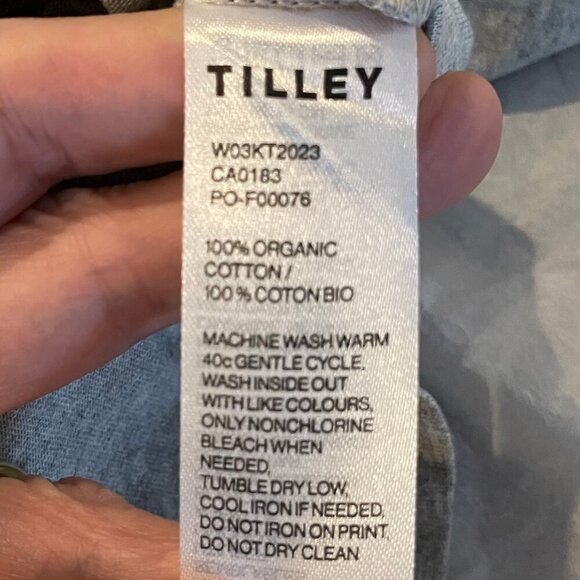 TILLEY
W03KT2023
CA0183
PO-F00076
100% ORGANIC
COTTON /
100 % COTON BIO
MACHINE WASH WARM
40c GENTLE CYCLE,
WASH INSIDE OUT
WITH LIKE COLOURS,
ONLY NONCHLORINE
BLEACH WHEN
NEEDED,
TUMBLE DRY LOW,
COOL IRON IF NEEDED,
DO NOT IRON ON PRINT,
DO NOT DRY CLEAN